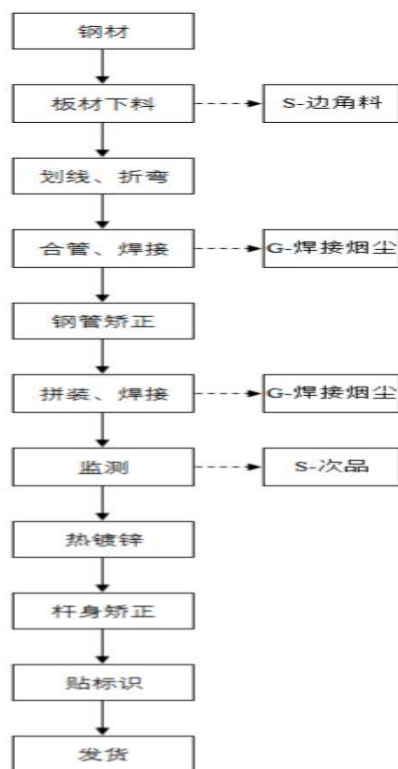 钢材
板材下料
S-边角料
划线、折弯
合管、焊接
G-焊接烟尘
钢管矫正
拼装、焊接
G-焊接烟尘
监测
S-次品
热镀锌
杆身矫正
贴标识
发货